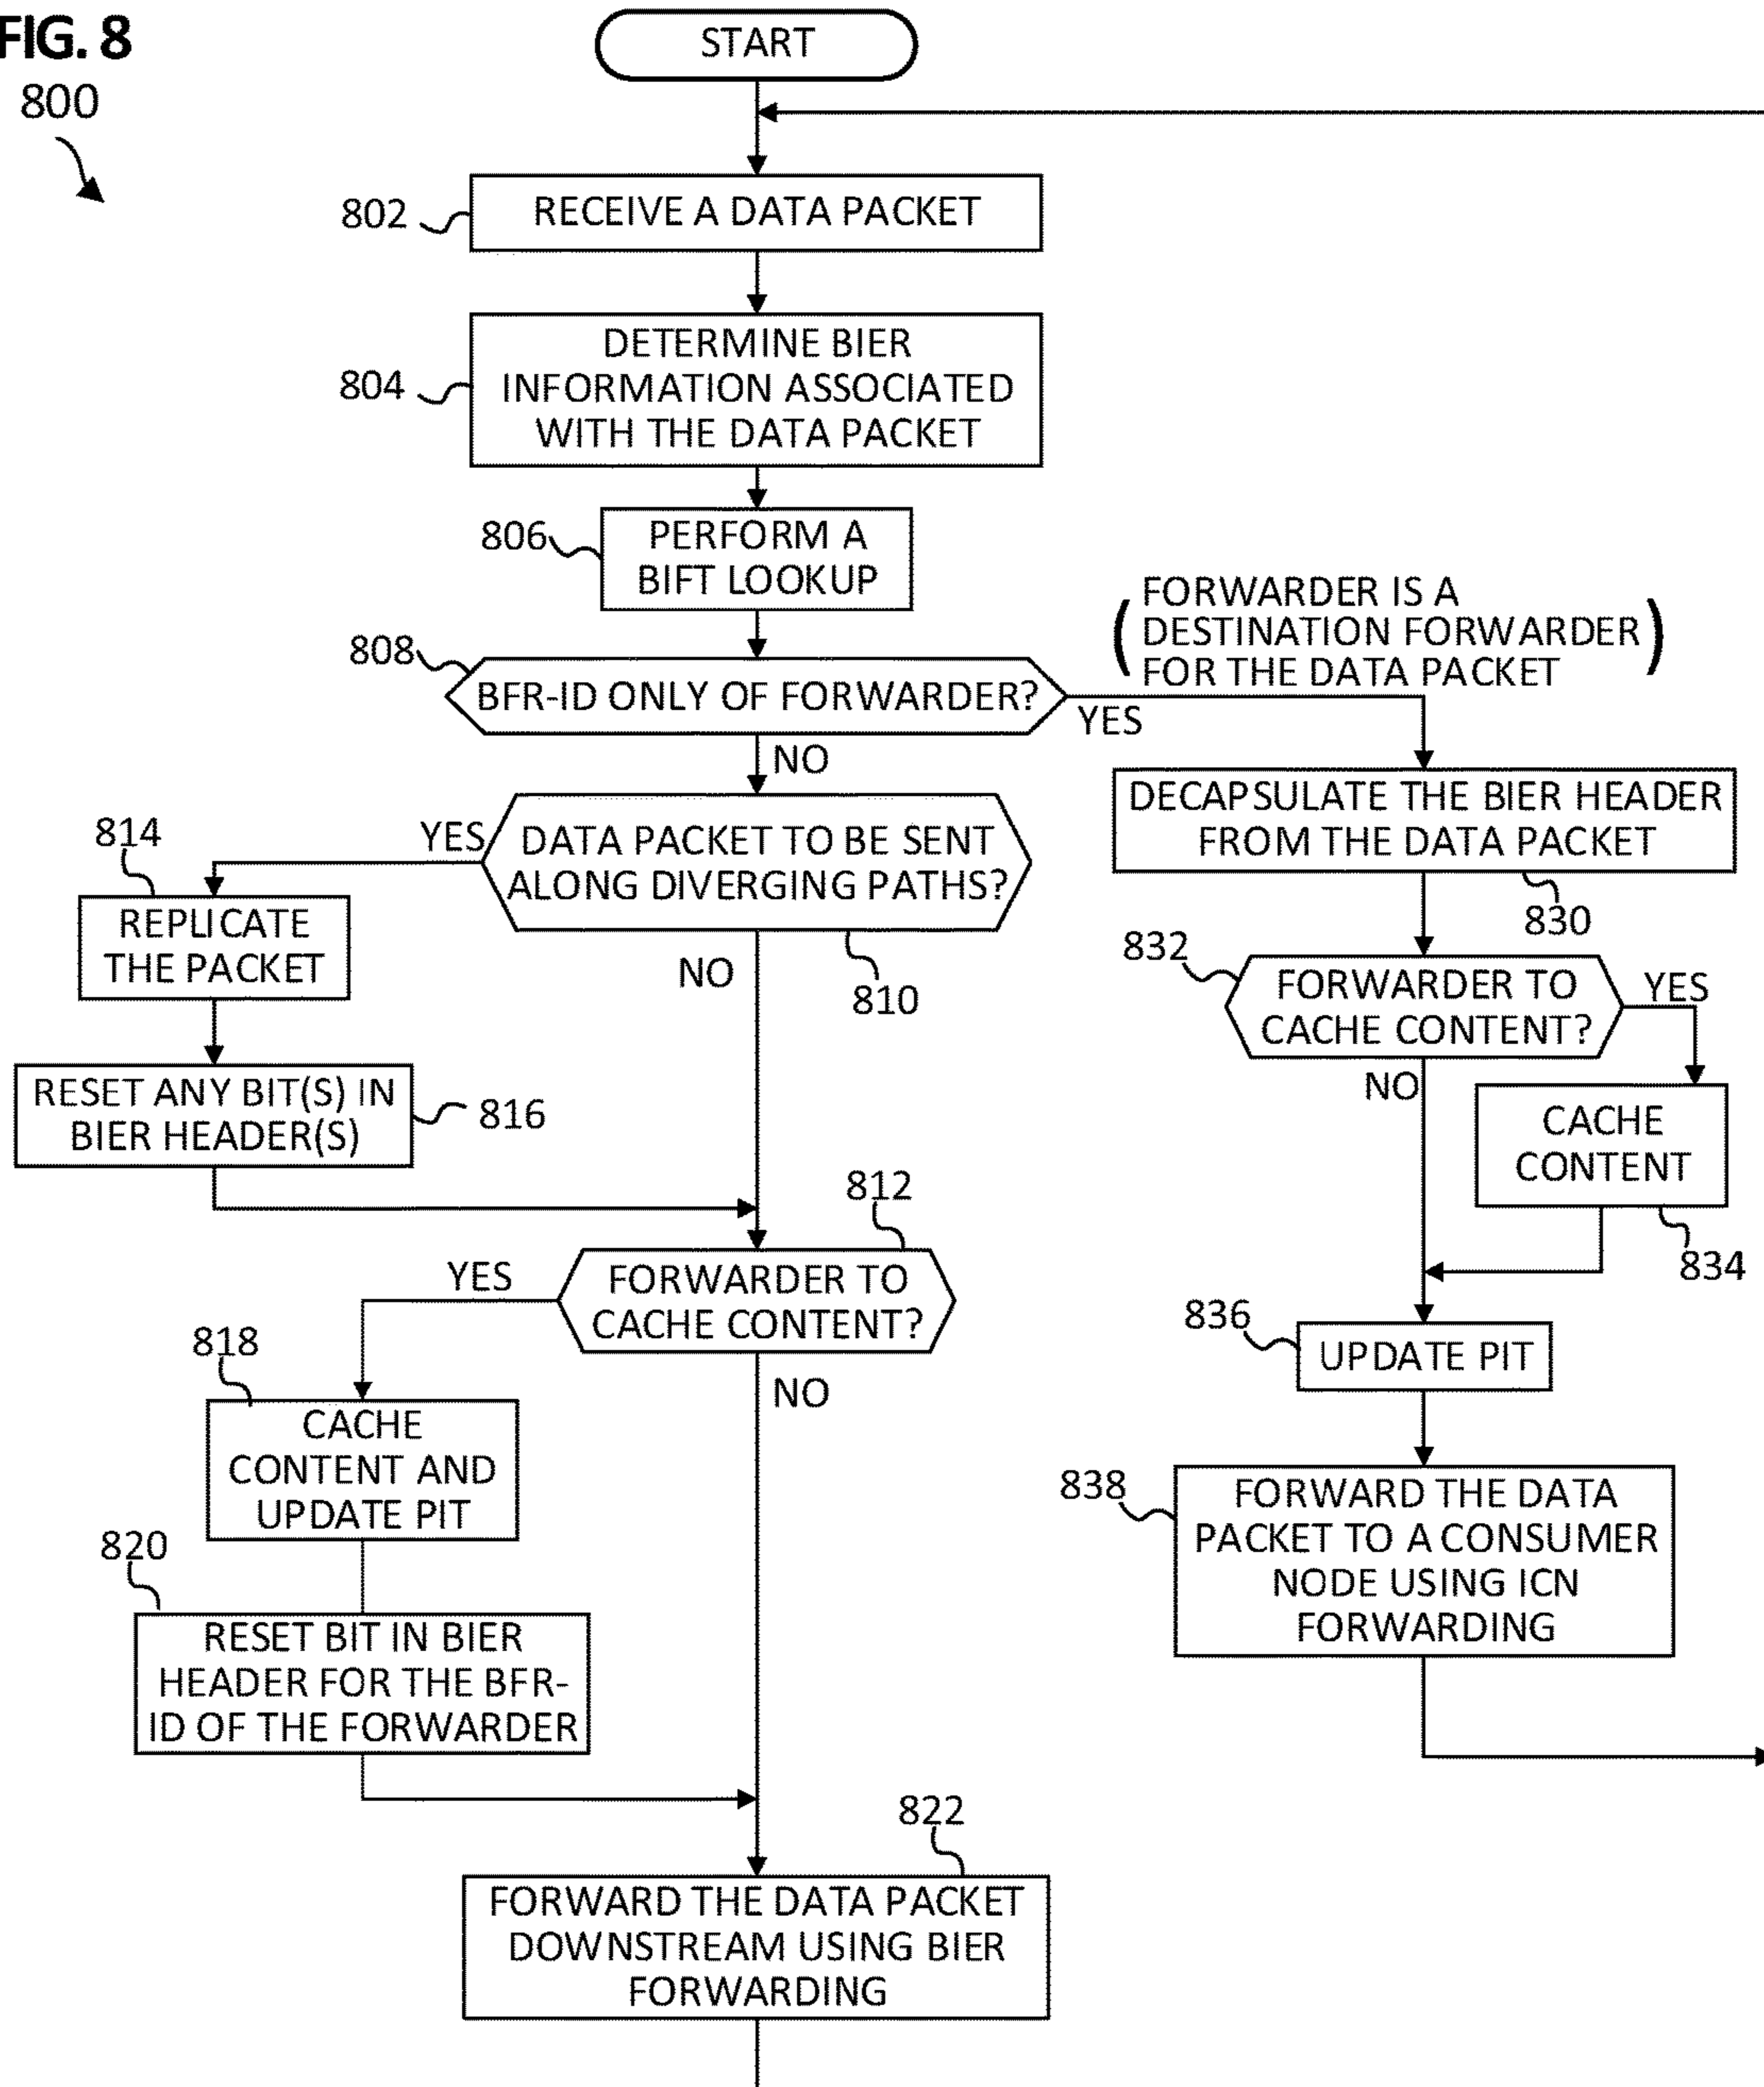 FIG. 8
800
START
802
RECEIVE A DATA PACKET
804
DETERMINE BIER
INFORMATION ASSOCIATED
WITH THE DATA PACKET
806
PERFORM A
BIFT LOOKUP
808
BFR-ID ONLY OF FORWARDER?
YES
(FORWARDER IS A
DESTINATION FORWARDER
FOR THE DATA PACKET)
NO
810
DATA PACKET TO BE SENT
ALONG DIVERGING PATHS?
YES
NO
814
REPLICATE
THE PACKET
RESET ANY BIT(S) IN
BIER HEADER(S)
816
812
FORWARDER TO
CACHE CONTENT?
YES
NO
818
CACHE
CONTENT AND
UPDATE PIT
820
RESET BIT IN BIER
HEADER FOR THE BFR-
ID OF THE FORWARDER
822
FORWARD THE DATA PACKET
DOWNSTREAM USING BIER
FORWARDING
DECAPSULATE THE BIER HEADER
FROM THE DATA PACKET
830
832
FORWARDER TO
CACHE CONTENT?
YES
NO
CACHE
CONTENT
834
836
UPDATE PIT
838
FORWARD THE DATA
PACKET TO A CONSUMER
NODE USING ICN
FORWARDING